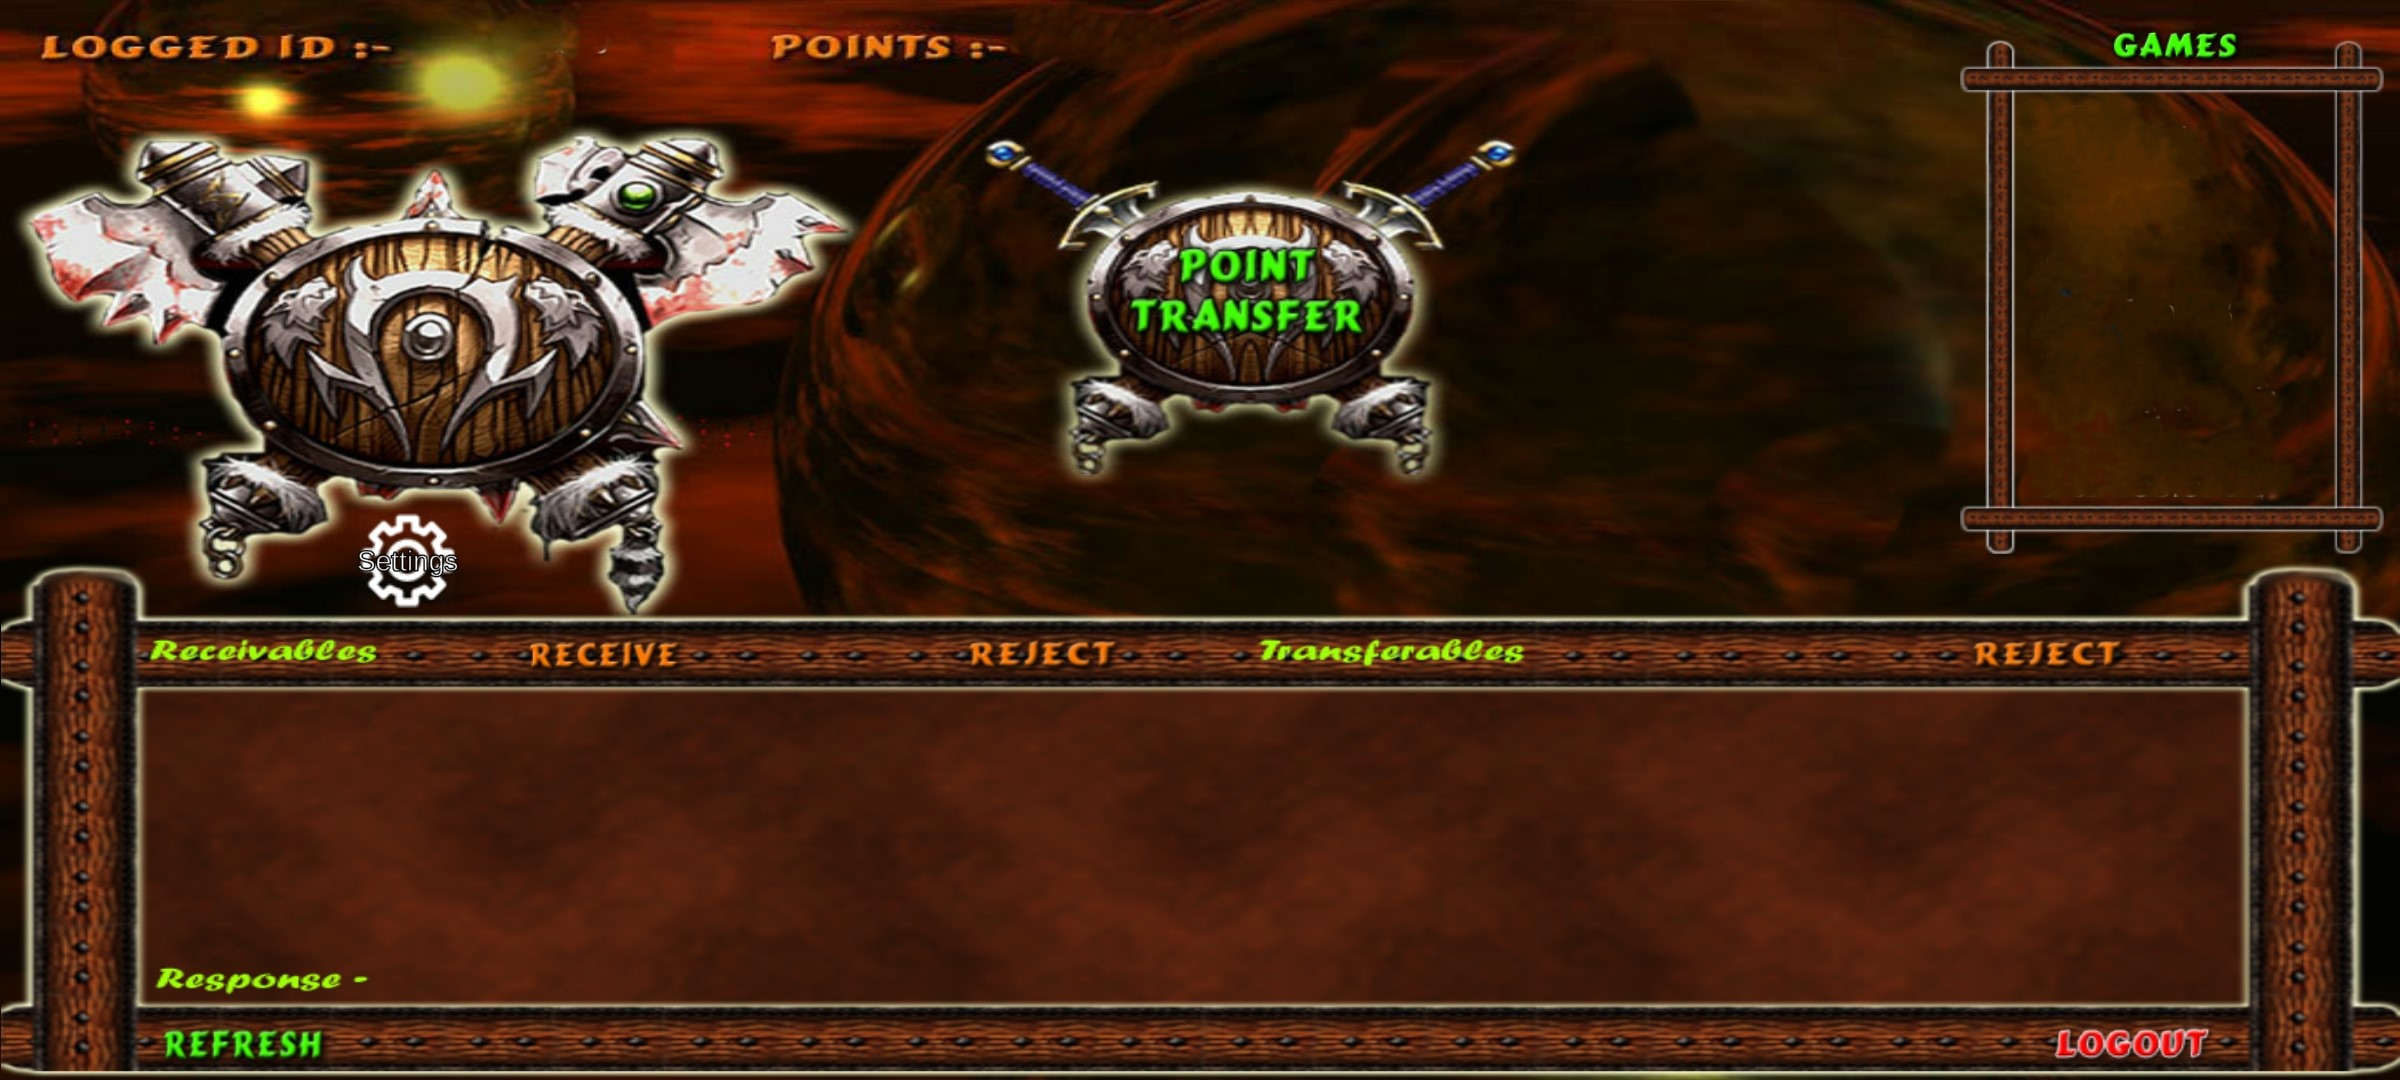 LOGGED ID :-
POINTS :-
GAMES
POINT
TRANSFER
Settings
Receivables
RECEIVE
REJECT
Transferables
REJECT
Response -
REFRESH
LOGOUT